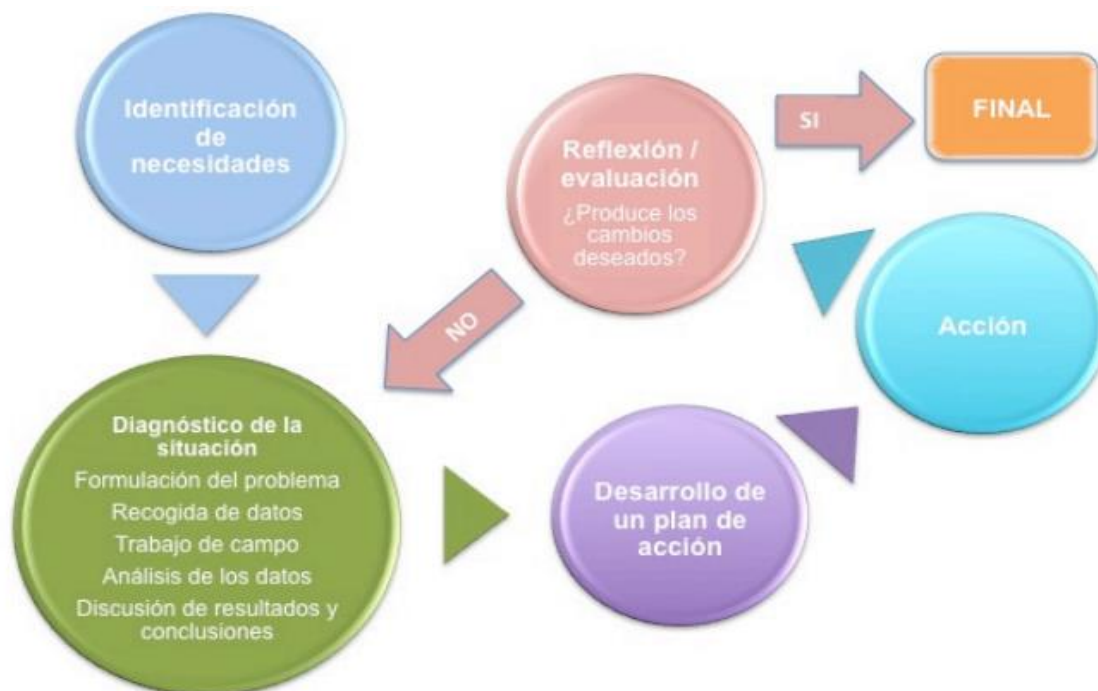 Identificación
de
necesidades
Reflexión /
evaluación
¿Produce los
cambios
deseados?
SI
FINAL
NO
Acción
Diagnóstico de la
situación
Formulación del problema
Recogida de datos
Trabajo de campo
Análisis de los datos
Discusión de resultados y
conclusiones
Desarrollo de
un plan de
acción